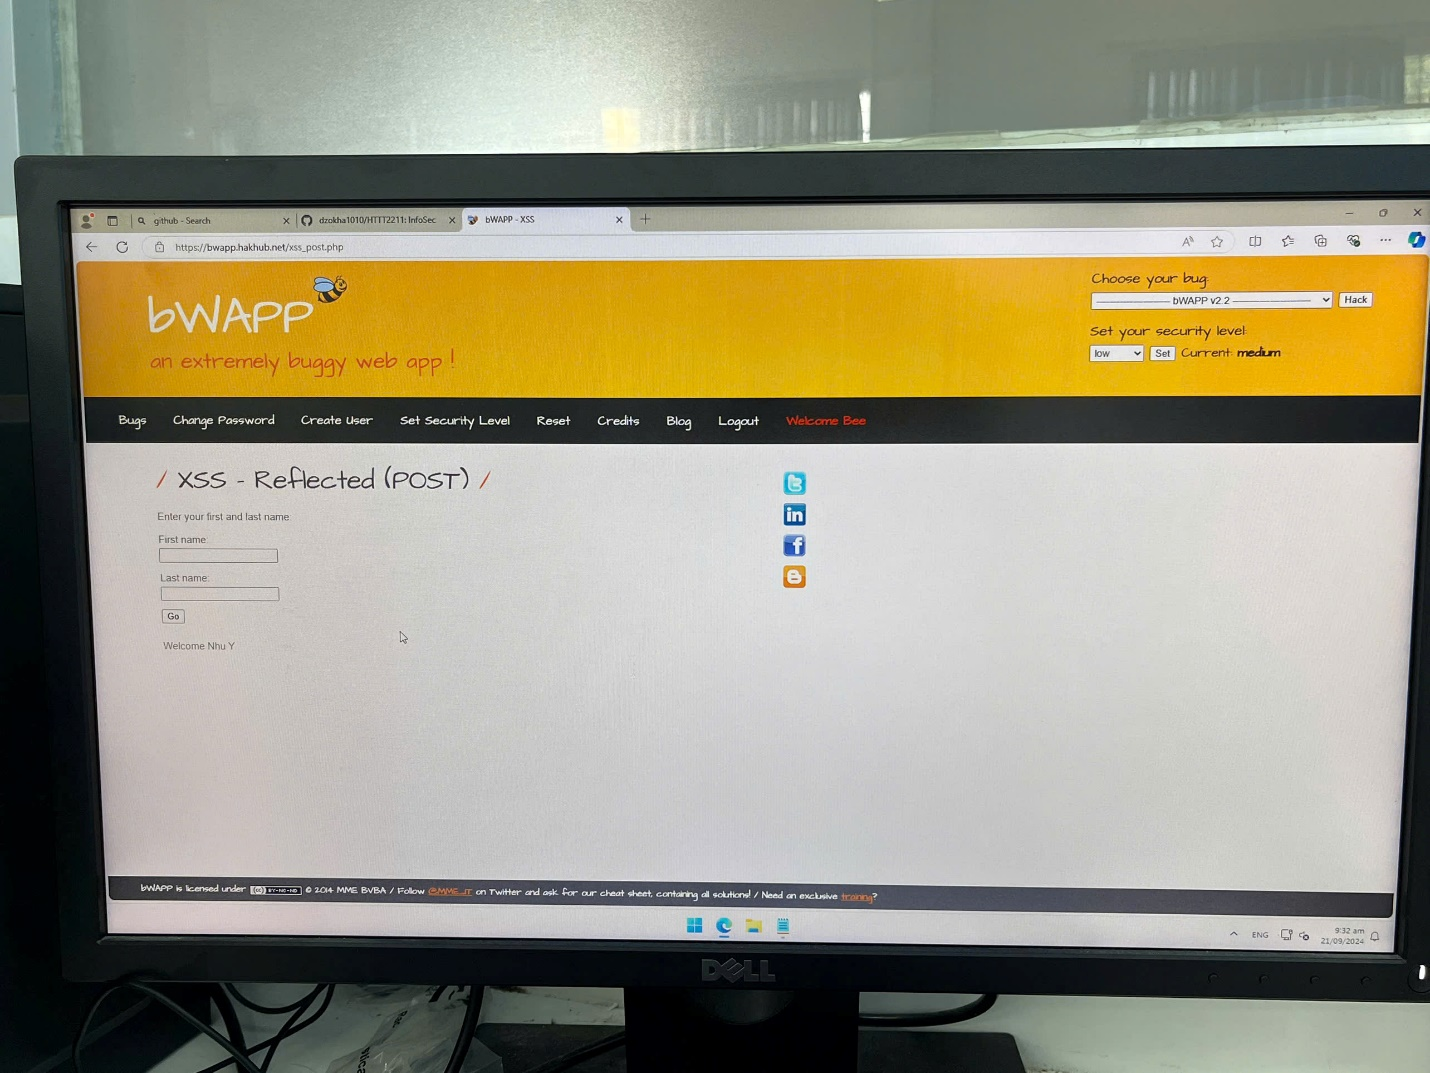 github - Search
dzokha1010/HTTT2211: InfoSec
bWAPP - XSS
https://bwapp.hakhub.net/xss_post.php
bWAPP
an extremely buggy web app !
Choose your bug:
bWAPP v2.2
Hack
Set your security level:
low
Set
Current: medium
Bugs
Change Password
Create User
Set Security Level
Reset
Credits
Blog
Logout
Welcome Bee
/ XSS - Reflected (POST) /
Enter your first and last name:
First name:
Last name:
Go
Welcome Nhu Y
bWAPP is licensed under (cc) BY-NC-ND © 2014 MME BVBA / Follow @MME_IT on Twitter and ask for our cheat sheet, containing all solutions! / Need an exclusive training?
ENG
9:32 am
21/09/2024
DELL